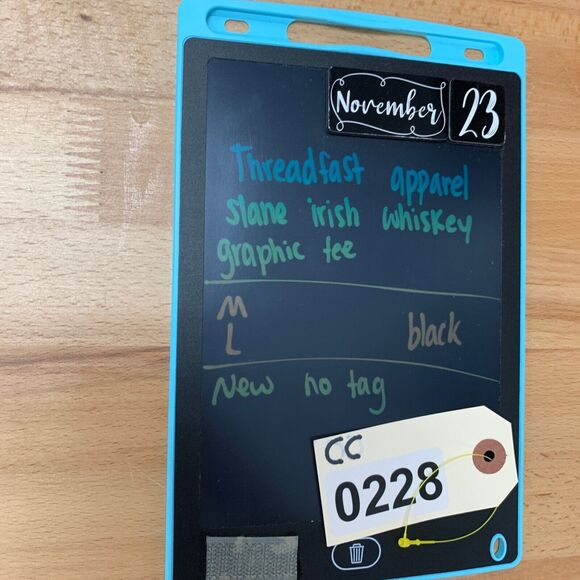 November 23
Threadfast apparel
slane irish whiskey
graphic tee
M
L black
New no tag
CC
0228